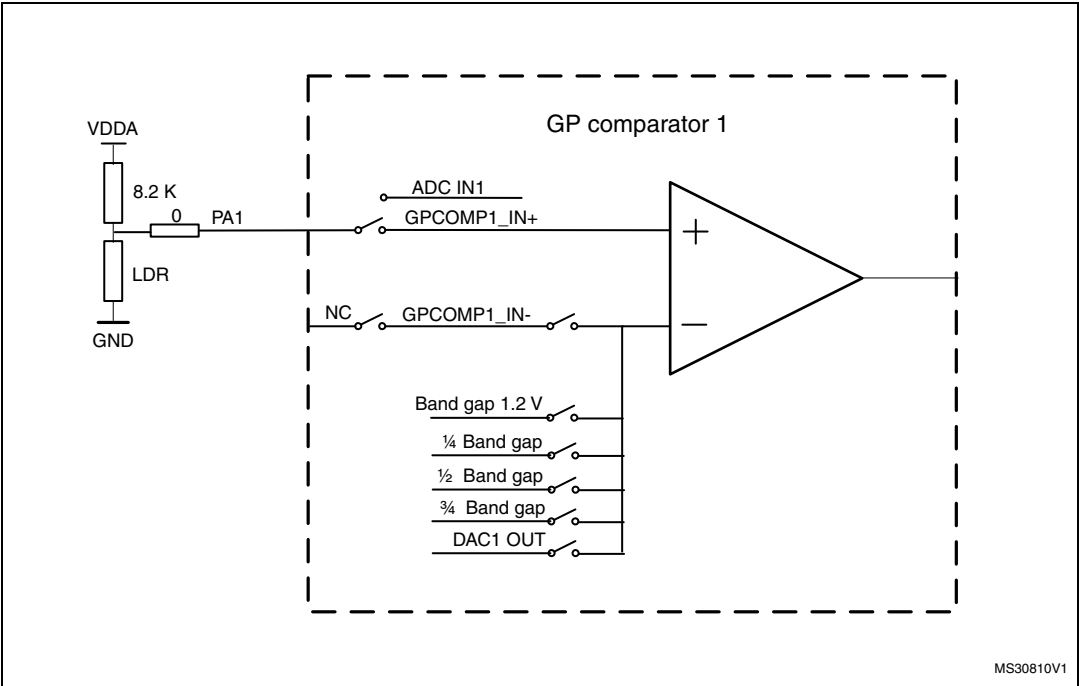 GP comparator 1
VDDA
8.2 K
0
PA1
LDR
GND
ADC IN1
GPCOMP1_IN+
+
NC
GPCOMP1_IN-
−
Band gap 1.2 V
¼ Band gap
½ Band gap
¾ Band gap
DAC1 OUT
MS30810V1